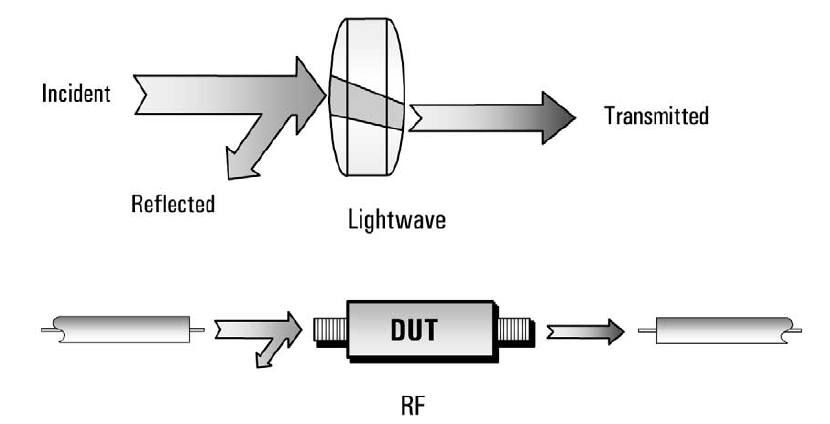 Incident
Transmitted
Reflected
Lightwave
DUT
RF